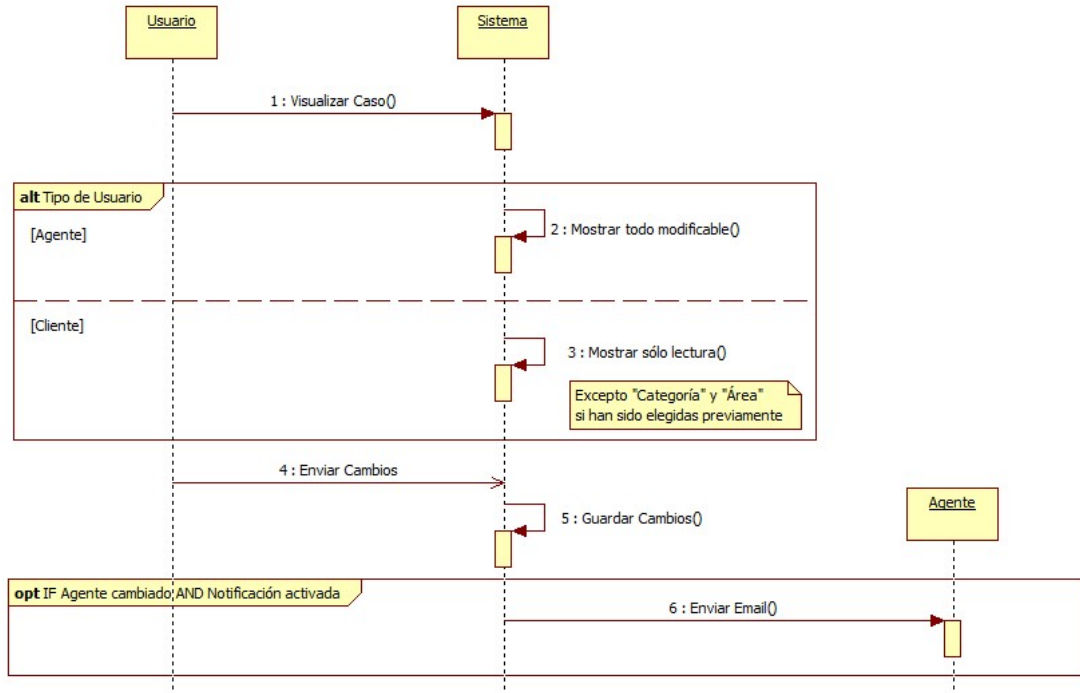 Usuario
Sistema
1 : Visualizar Caso()
alt Tipo de Usuario
[Agente]
2 : Mostrar todo modificable()
[Cliente]
3 : Mostrar sólo lectura()
Excepto "Categoría" y "Área"
si han sido elegidas previamente
4 : Enviar Cambios
Agente
5 : Guardar Cambios()
opt IF Agente cambiado AND Notificación activada
6 : Enviar Email()